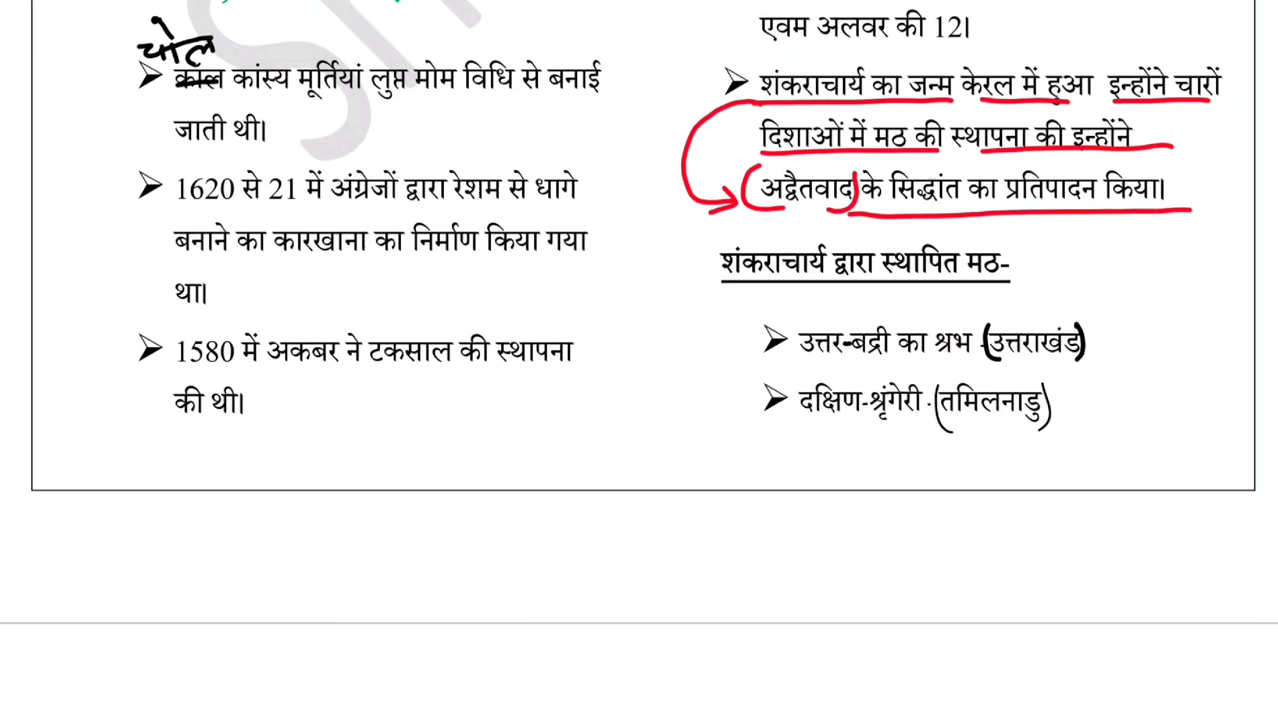 चोल
काल कांस्य मूर्तियां लुप्त मोम विधि से बनाई
जाती थी।
1620 से 21 में अंग्रेजों द्वारा रेशम से धागे
बनाने का कारखाना का निर्माण किया गया
था।
1580 में अकबर ने टकसाल की स्थापना
की थी।
एवम अलवर की 12।
शंकराचार्य का जन्म केरल में हुआ इन्होंने चारों
दिशाओं में मठ की स्थापना की इन्होंने
(अद्वैतवाद) के सिद्धांत का प्रतिपादन किया।
शंकराचार्य द्वारा स्थापित मठ-
उत्तर-बद्री का श्रभ -(उत्तराखंड)
दक्षिण-श्रृंगेरी -(तमिलनाडु)